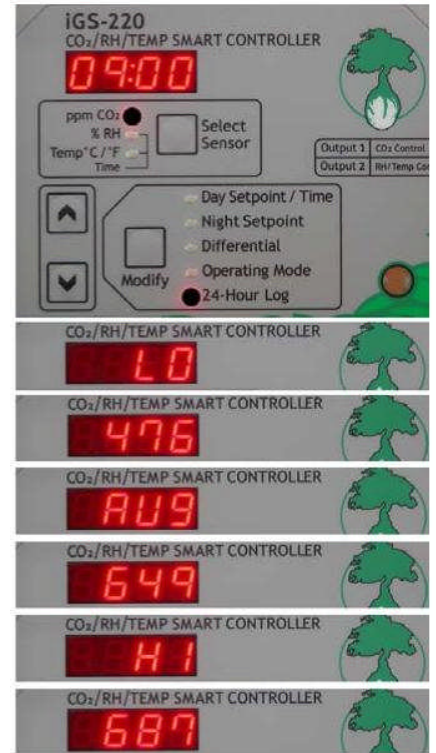 iGS-220
CO₂/RH/TEMP SMART CONTROLLER
09:00
ppm CO₂
% RH
Temp°C/°F
Time
Select
Sensor
Output 1 CO₂ Control
Output 2 RH/Temp Con
Modify
Day Setpoint / Time
Night Setpoint
Differential
Operating Mode
24-Hour Log
CO₂/RH/TEMP SMART CONTROLLER
LO
CO₂/RH/TEMP SMART CONTROLLER
476
CO₂/RH/TEMP SMART CONTROLLER
AUg
CO₂/RH/TEMP SMART CONTROLLER
649
CO₂/RH/TEMP SMART CONTROLLER
HI
CO₂/RH/TEMP SMART CONTROLLER
687